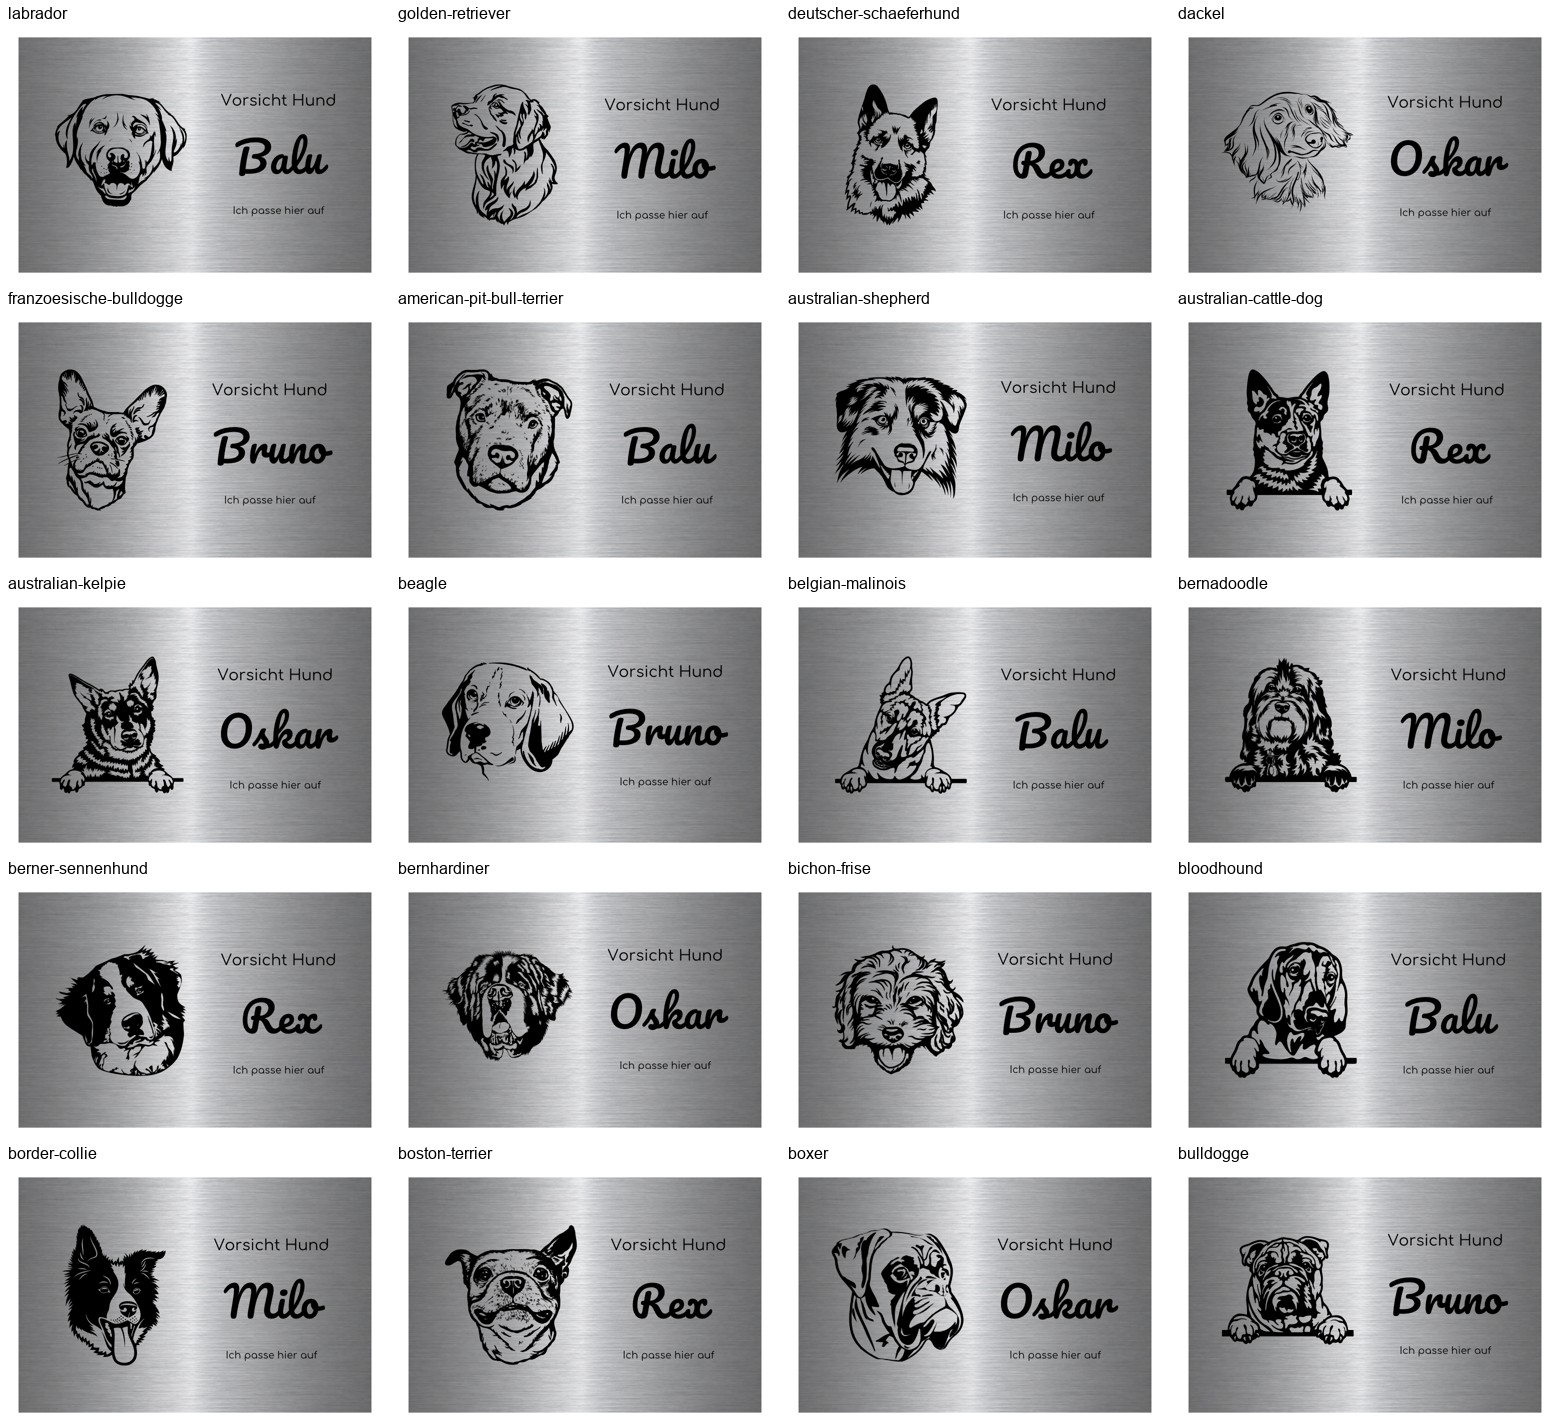 labrador
golden-retriever
deutscher-schaeferhund
dackel
Vorsicht Hund
Balu
Ich passe hier auf
Vorsicht Hund
Milo
Ich passe hier auf
Vorsicht Hund
Rex
Ich passe hier auf
Vorsicht Hund
Oskar
Ich passe hier auf
franzoesische-bulldogge
american-pit-bull-terrier
australian-shepherd
australian-cattle-dog
Vorsicht Hund
Bruno
Ich passe hier auf
Vorsicht Hund
Balu
Ich passe hier auf
Vorsicht Hund
Milo
Ich passe hier auf
Vorsicht Hund
Rex
Ich passe hier auf
australian-kelpie
beagle
belgian-malinois
bernadoodle
Vorsicht Hund
Oskar
Ich passe hier auf
Vorsicht Hund
Bruno
Ich passe hier auf
Vorsicht Hund
Balu
Ich passe hier auf
Vorsicht Hund
Milo
Ich passe hier auf
berner-sennenhund
bernhardiner
bichon-frise
bloodhound
Vorsicht Hund
Rex
Ich passe hier auf
Vorsicht Hund
Oskar
Ich passe hier auf
Vorsicht Hund
Bruno
Ich passe hier auf
Vorsicht Hund
Balu
Ich passe hier auf
border-collie
boston-terrier
boxer
bulldogge
Vorsicht Hund
Milo
Ich passe hier auf
Vorsicht Hund
Rex
Ich passe hier auf
Vorsicht Hund
Oskar
Ich passe hier auf
Vorsicht Hund
Bruno
Ich passe hier auf